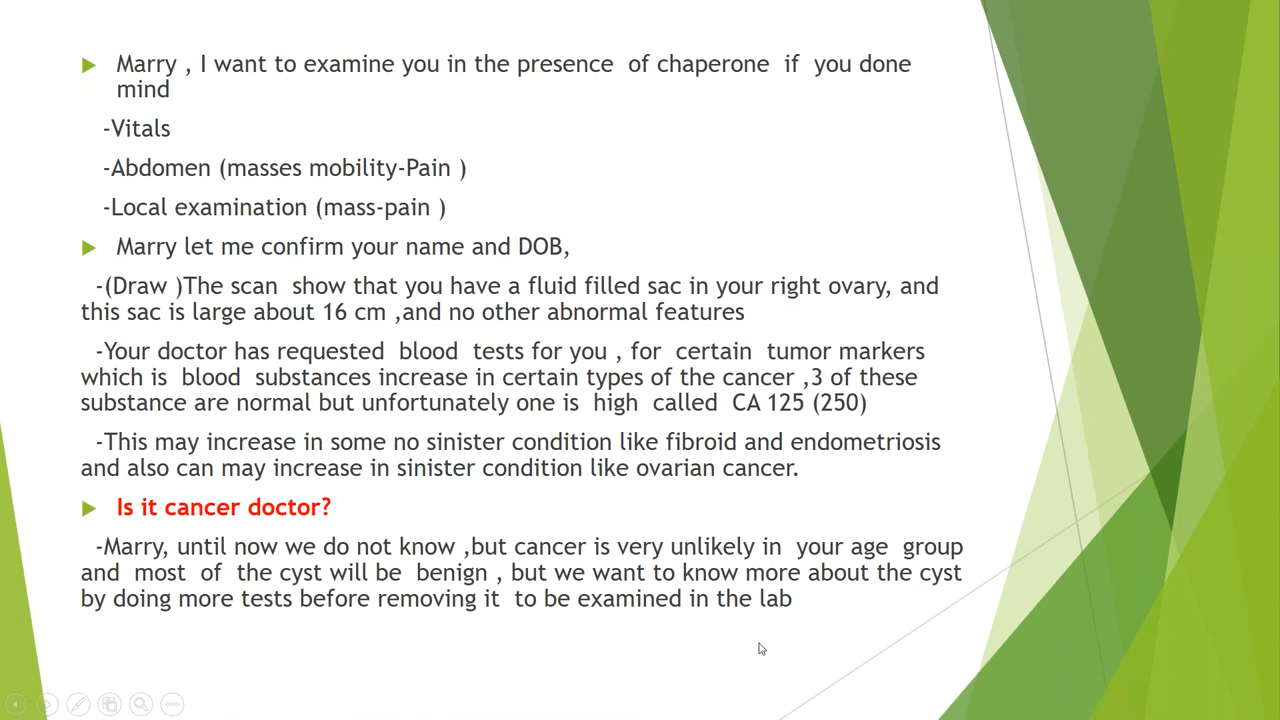 Marry , I want to examine you in the presence of chaperone if you done
mind
-Vitals
-Abdomen (masses mobility-Pain )
-Local examination (mass-pain )
Marry let me confirm your name and DOB,
-(Draw )The scan show that you have a fluid filled sac in your right ovary, and
this sac is large about 16 cm ,and no other abnormal features
-Your doctor has requested blood tests for you , for certain tumor markers
which is blood substances increase in certain types of the cancer ,3 of these
substance are normal but unfortunately one is high called CA 125 (250)
-This may increase in some no sinister condition like fibroid and endometriosis
and also can may increase in sinister condition like ovarian cancer.
Is it cancer doctor?
-Marry, until now we do not know ,but cancer is very unlikely in your age group
and most of the cyst will be benign , but we want to know more about the cyst
by doing more tests before removing it to be examined in the lab